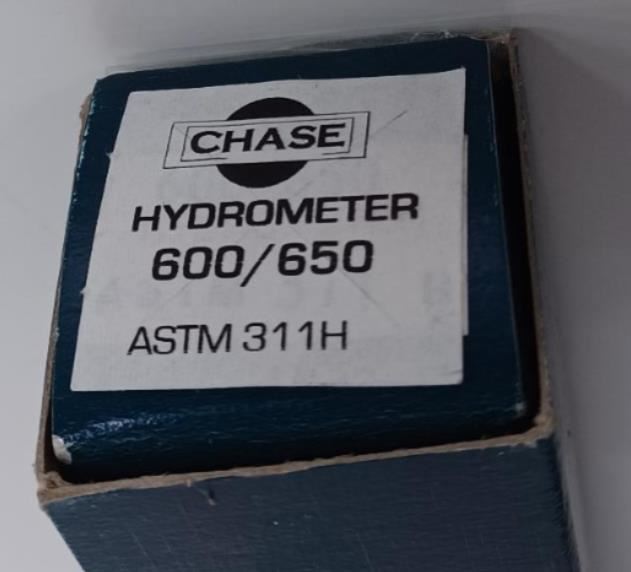 CHASE
HYDROMETER
600/650
ASTM 311H